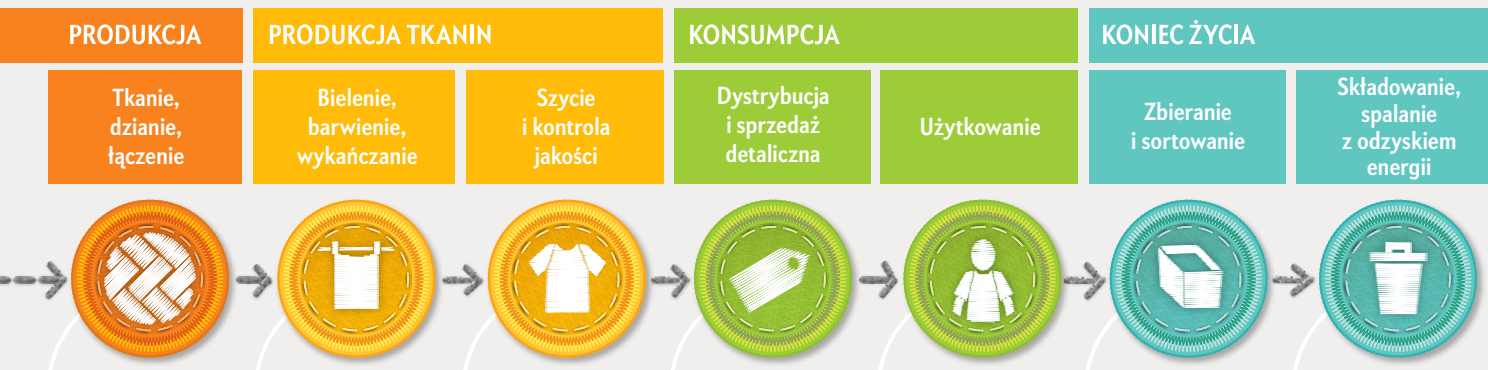 PRODUKCJA
PRODUKCJA TKANIN
KONSUMPCJA
KONIEC ŻYCIA
Tkanie,
dzianie,
łączenie
Bielenie,
barwienie,
wykańczanie
Szycie
i kontrola
jakości
Dystrybucja
i sprzedaż
detaliczna
Użytkowanie
Zbieranie
i sortowanie
Składowanie,
spalanie
z odzyskiem
energii